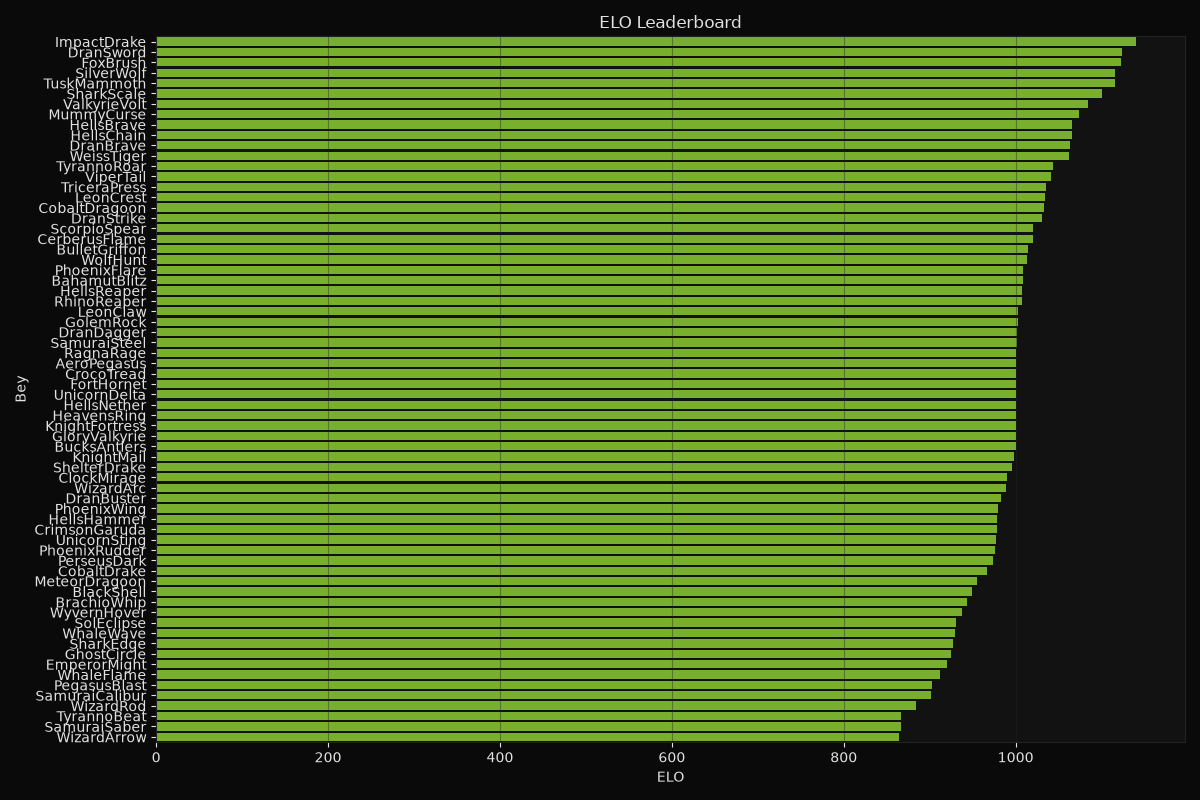 ELO Leaderboard
ImpactDrake
DranSword
FoxBrush
SilverWolf
TuskMammoth
SharkScale
ValkyrieVolt
MummyCurse
HellsBrave
HellsChain
DranBrave
WeissTiger
TyrannoRoar
ViperTail
TriceraPress
LeonCrest
CobaltDragoon
DranStrike
ScorpioSpear
CerberusFlame
BulletGriffon
WolfHunt
PhoenixFlare
BahamutBlitz
HellsReaper
RhinoReaper
LeonClaw
GolemRock
DranDagger
SamuraiSteel
RagnaRage
AeroPegasus
CrocoTread
FortHornet
UnicornDelta
HellsNether
HeavensRing
KnightFortress
GloryValkyrie
BucksAntlers
KnightMail
ShelterDrake
ClockMirage
WizardArc
DranBuster
PhoenixWing
HellsHammer
CrimsonGaruda
UnicornSting
PhoenixRudder
PerseusDark
CobaltDrake
MeteorDragoon
BlackShell
BrachioWhip
WyvernHover
SolEclipse
WhaleWave
SharkEdge
GhostCircle
EmperorMight
WhaleFlame
PegasusBlast
SamuraiCalibur
WizardRod
TyrannoBeat
SamuraiSaber
WizardArrow
Bey
0 200 400 600 800 1000
ELO